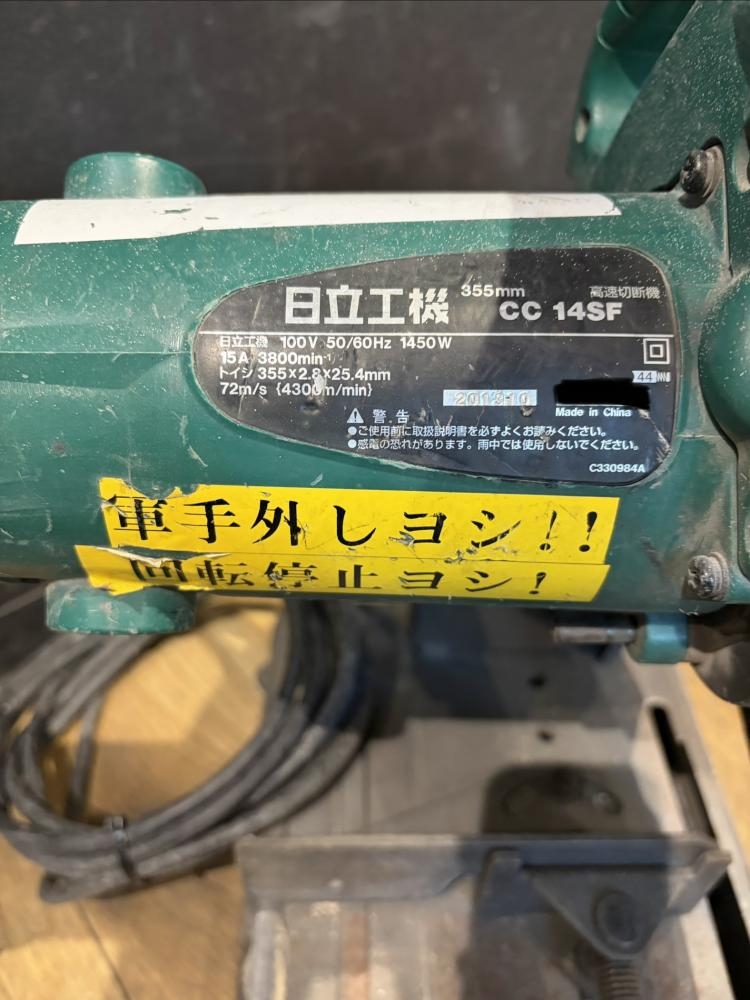 日立工機 355mm 高速切断機
CC 14SF
日立工機 100V 50/60Hz 1450W
15A 3800min⁻¹
トイシ 355×2.8×25.4mm
72m/s {4300m/min}
44
2013-10
Made in China
警告
●ご使用前に取扱説明書を必ずよくお読みください。
●感電の恐れがあります。雨中では使用しないでください。
C330984A
軍手外しヨシ!!
回転停止ヨシ!